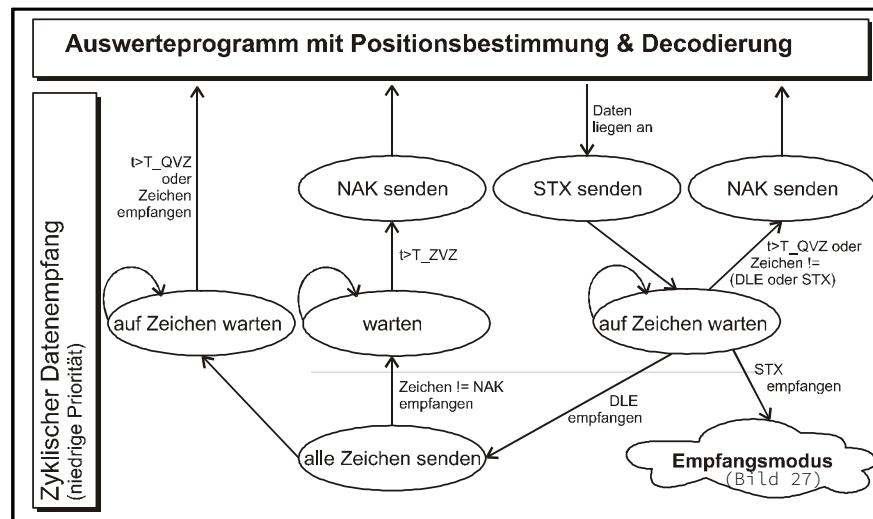 Auswerteprogramm mit Positionsbestimmung & Decodierung
Zyklischer Datenempfang
(niedrige Priorität)
t>T_QVZ
oder
Zeichen
empfangen
Daten
liegen an
NAK senden
STX senden
NAK senden
t>T_ZVZ
t>T_QVZ oder
Zeichen !=
(DLE oder STX)
auf Zeichen warten
warten
auf Zeichen warten
Zeichen != NAK
empfangen
DLE
empfangen
STX
empfangen
alle Zeichen senden
Empfangsmodus
(Bild 27)